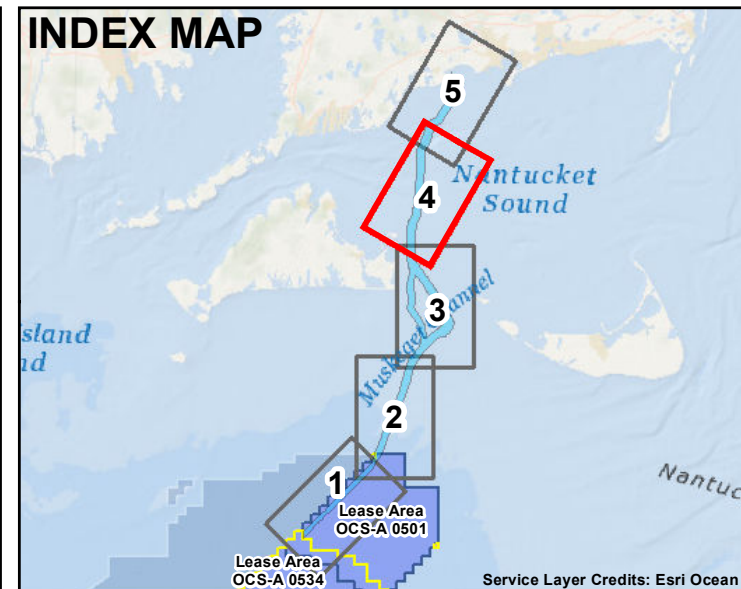 INDEX MAP
5
Nantucket
Sound
4
3
Muskeget Channel
sland
nd
2
1
Nantuc
Lease Area
OCS-A 0501
Lease Area
OCS-A 0534
Service Layer Credits: Esri Ocean